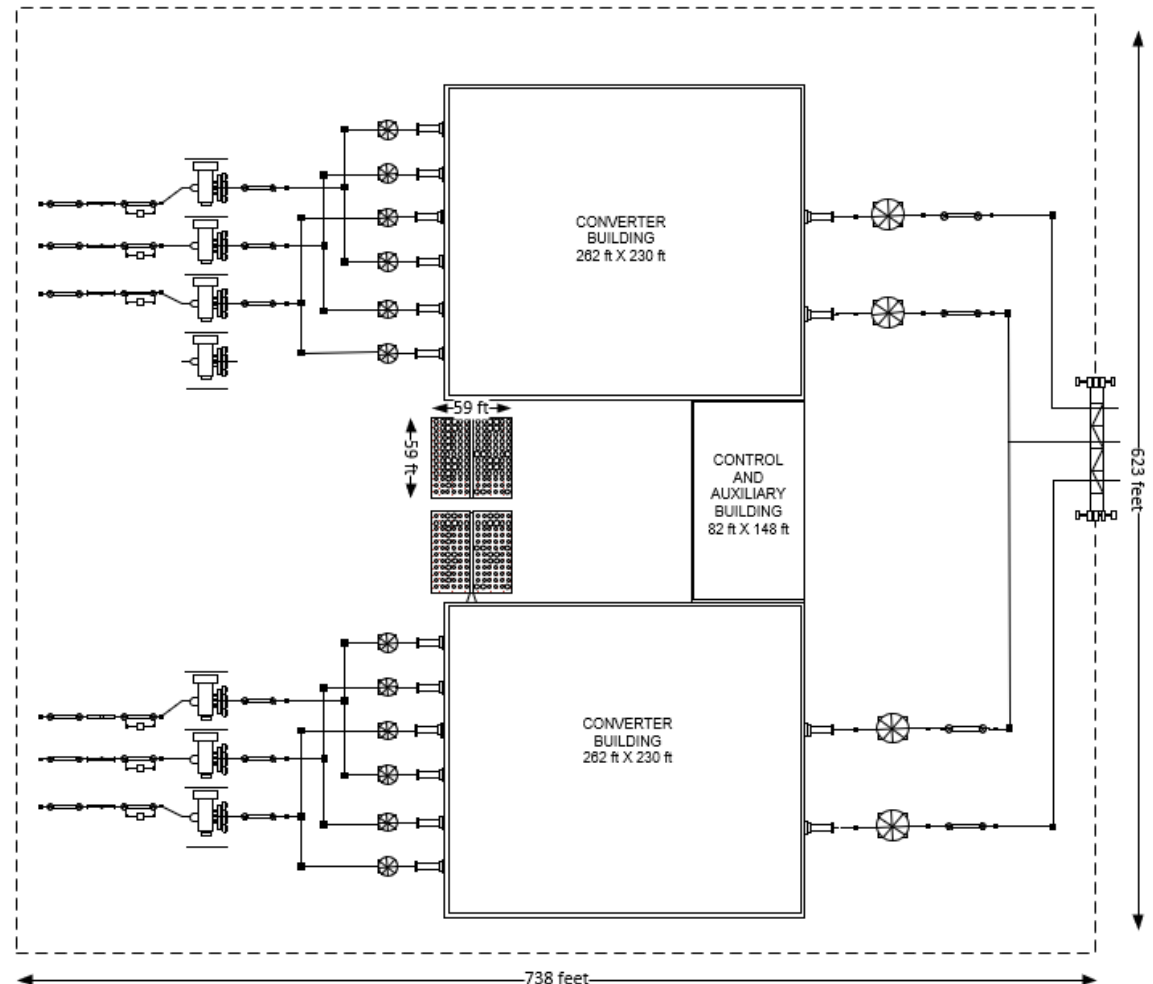 CONVERTER
BUILDING
262 ft X 230 ft
59 ft
59 ft
CONTROL
AND
AUXILIARY
BUILDING
82 ft X 148 ft
623 feet
CONVERTER
BUILDING
262 ft X 230 ft
738 feet